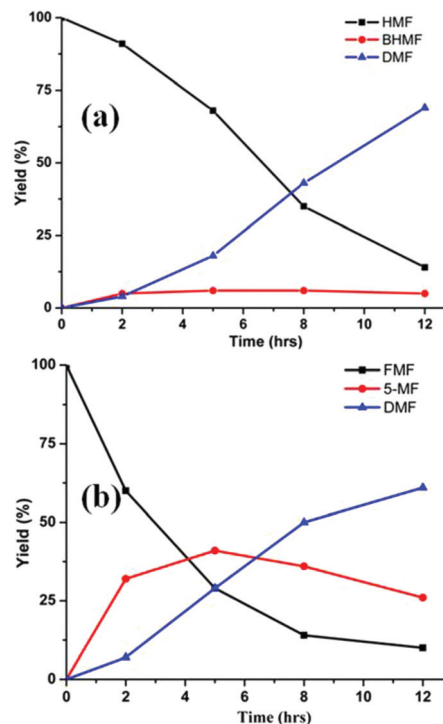 100
75
50
25
0
Yield (%)
(a)
HMF
BHMF
DMF
0 2 4 6 8 10 12
Time (hrs)
100
75
50
25
0
Yield (%)
(b)
FMF
5-MF
DMF
0 2 4 6 8 10 12
Time (hrs)